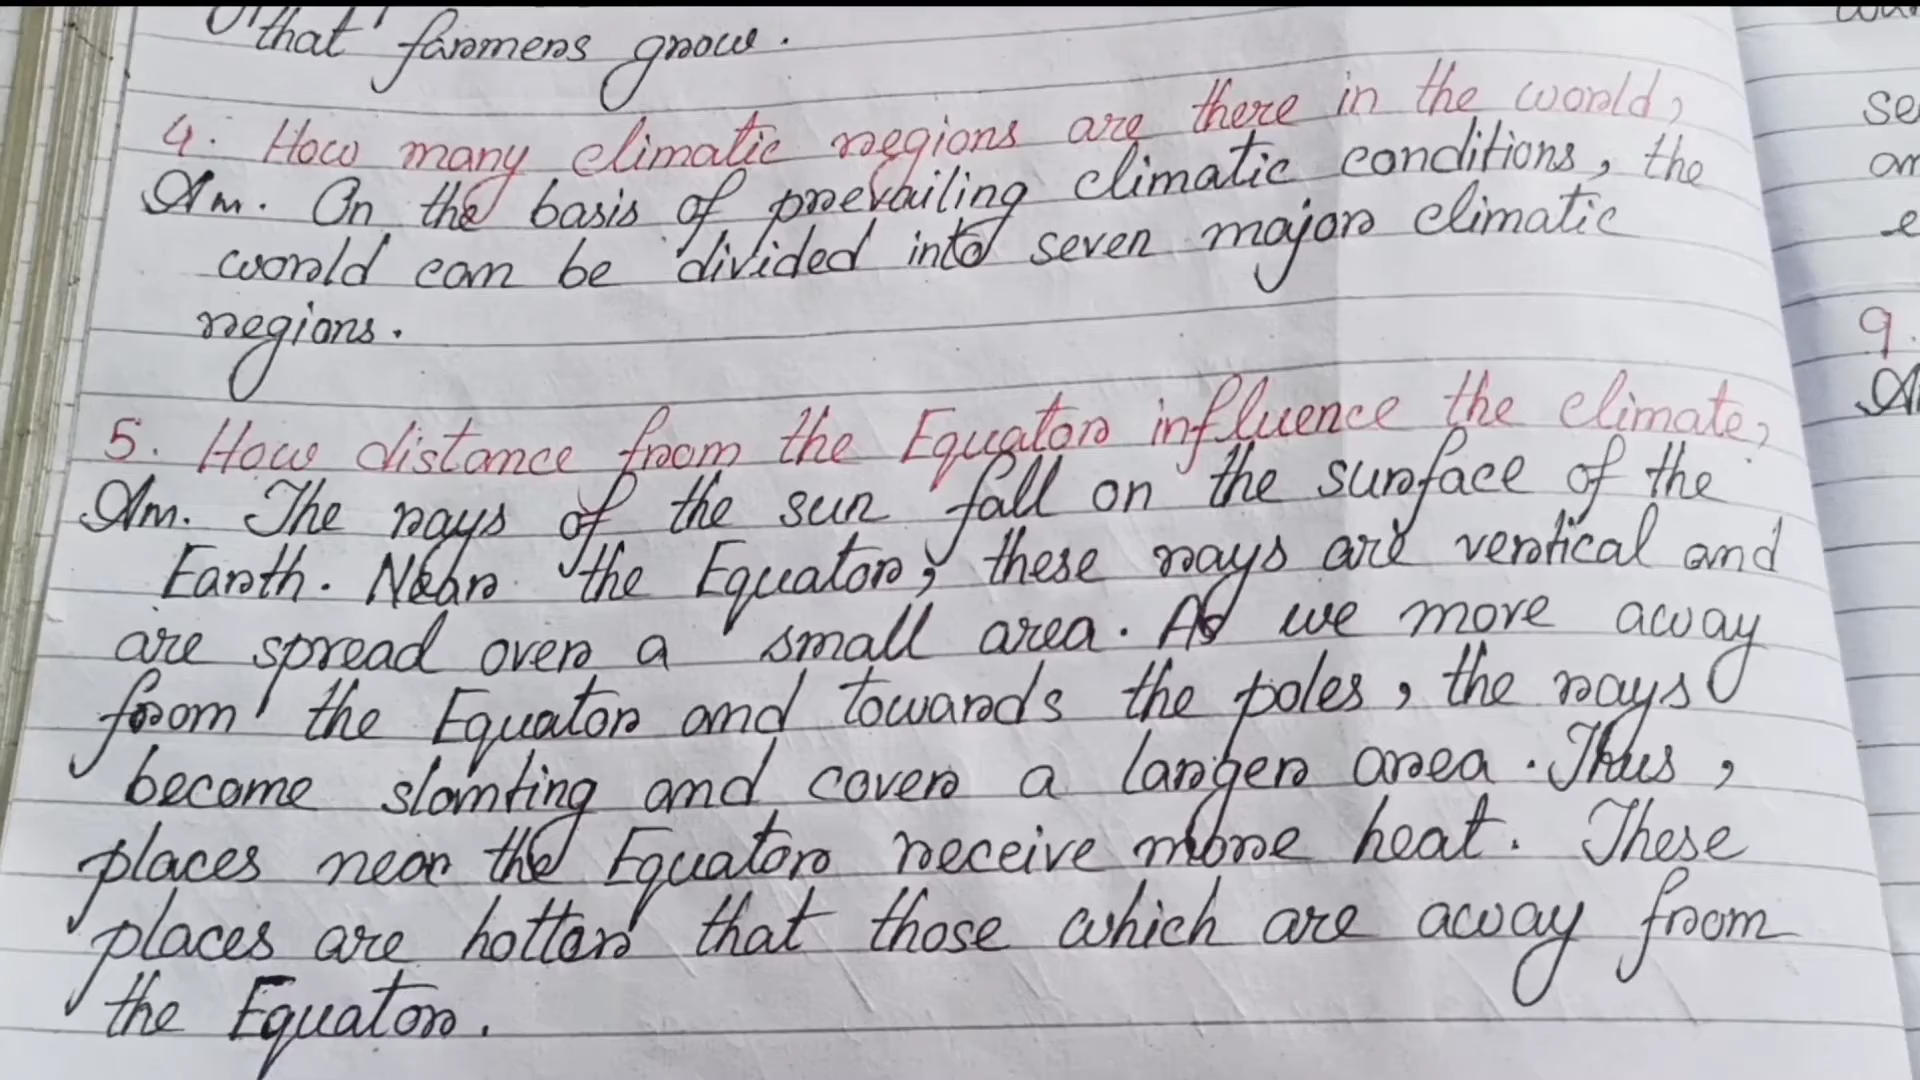 that farmers grow.
4. How many climatic regions are there in the world?
Ans. On the basis of prevailing climatic conditions, the
world can be divided into seven major climatic
regions.
5. How distance from the Equator influence the climate?
Ans. The rays of the sun fall on the surface of the
Earth. Near the Equator, these rays are vertical and
are spread over a small area. As we more away
from the Equator and towards the poles, the rays
become slanting and cover a larger area. Thus,
places near the Equator receive more heat. These
places are hotter that those which are away from
the Equator.
se
an
e
9.